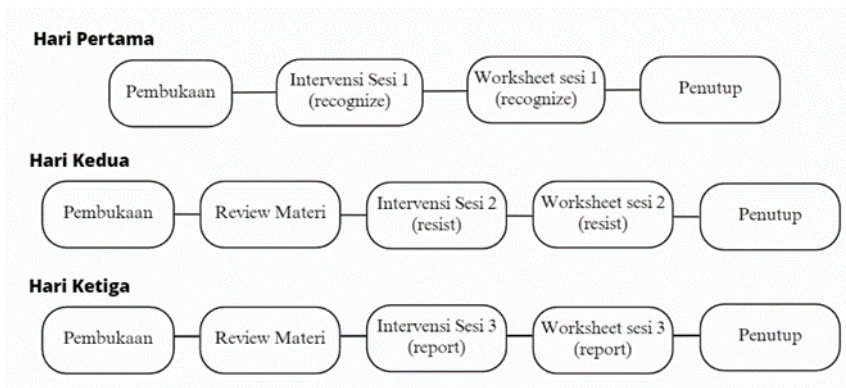 Hari Pertama
Pembukaan
Intervensi Sesi 1
(recognize)
Worksheet sesi 1
(recognize)
Penutup
Hari Kedua
Pembukaan
Review Materi
Intervensi Sesi 2
(resist)
Worksheet sesi 2
(resist)
Penutup
Hari Ketiga
Pembukaan
Review Materi
Intervensi Sesi 3
(report)
Worksheet sesi 3
(report)
Penutup